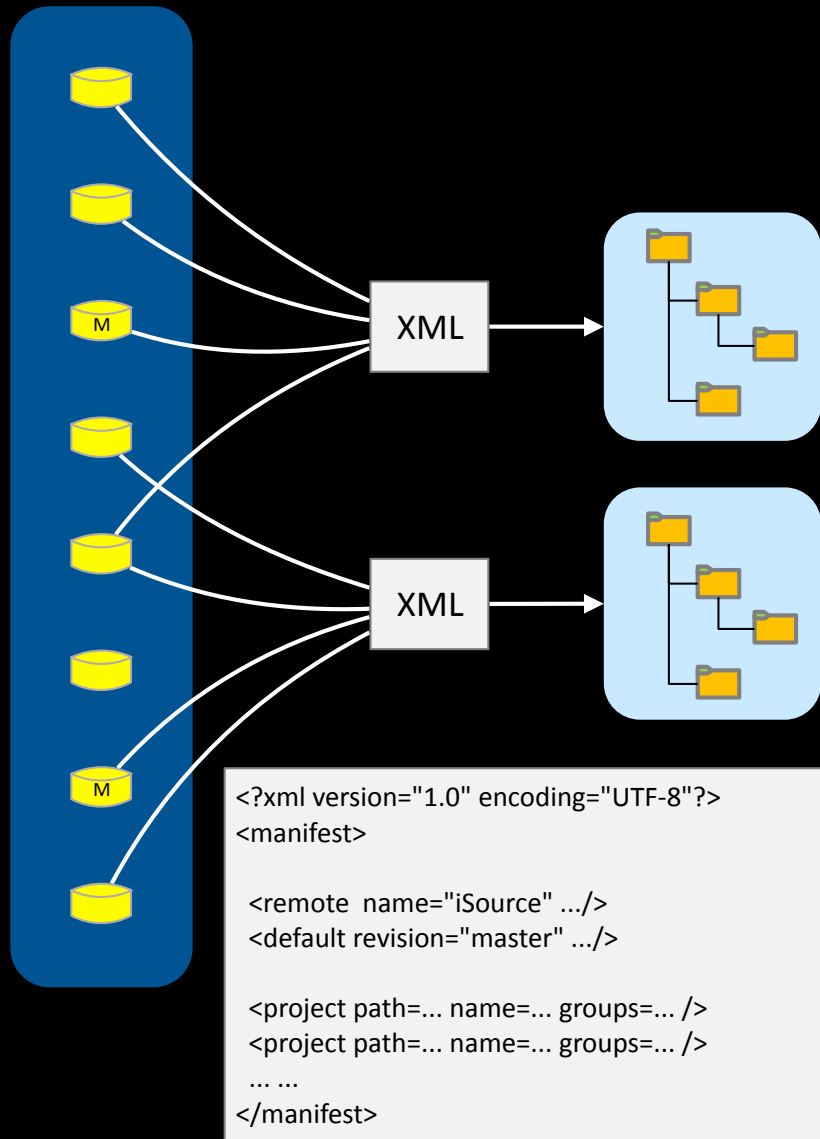 M
XML
XML
M
<?xml version="1.0" encoding="UTF-8"?>
<manifest>
<remote  name="iSource" .../>
<default revision="master" .../>
<project path=... name=... groups=... />
<project path=... name=... groups=... />
... ...
</manifest>